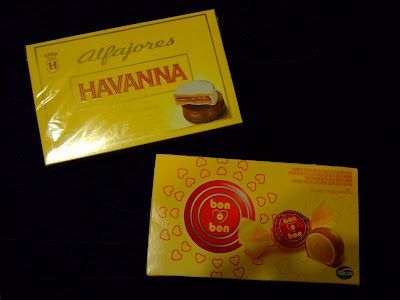 alfajores
H
HAVANNA
bon
o
bon
bon
o
bon
ARCOR